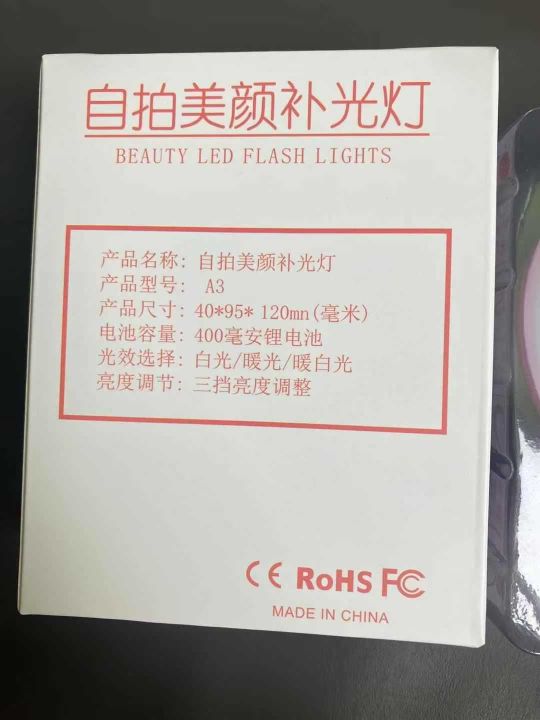 自拍美颜补光灯
BEAUTY LED FLASH LIGHTS
产品名称: 自拍美颜补光灯
产品型号: A3
产品尺寸: 40*95* 120mn(毫米)
电池容量: 400毫安锂电池
光效选择: 白光/暖光/暖白光
亮度调节: 三挡亮度调整
CE RoHS FC
MADE IN CHINA